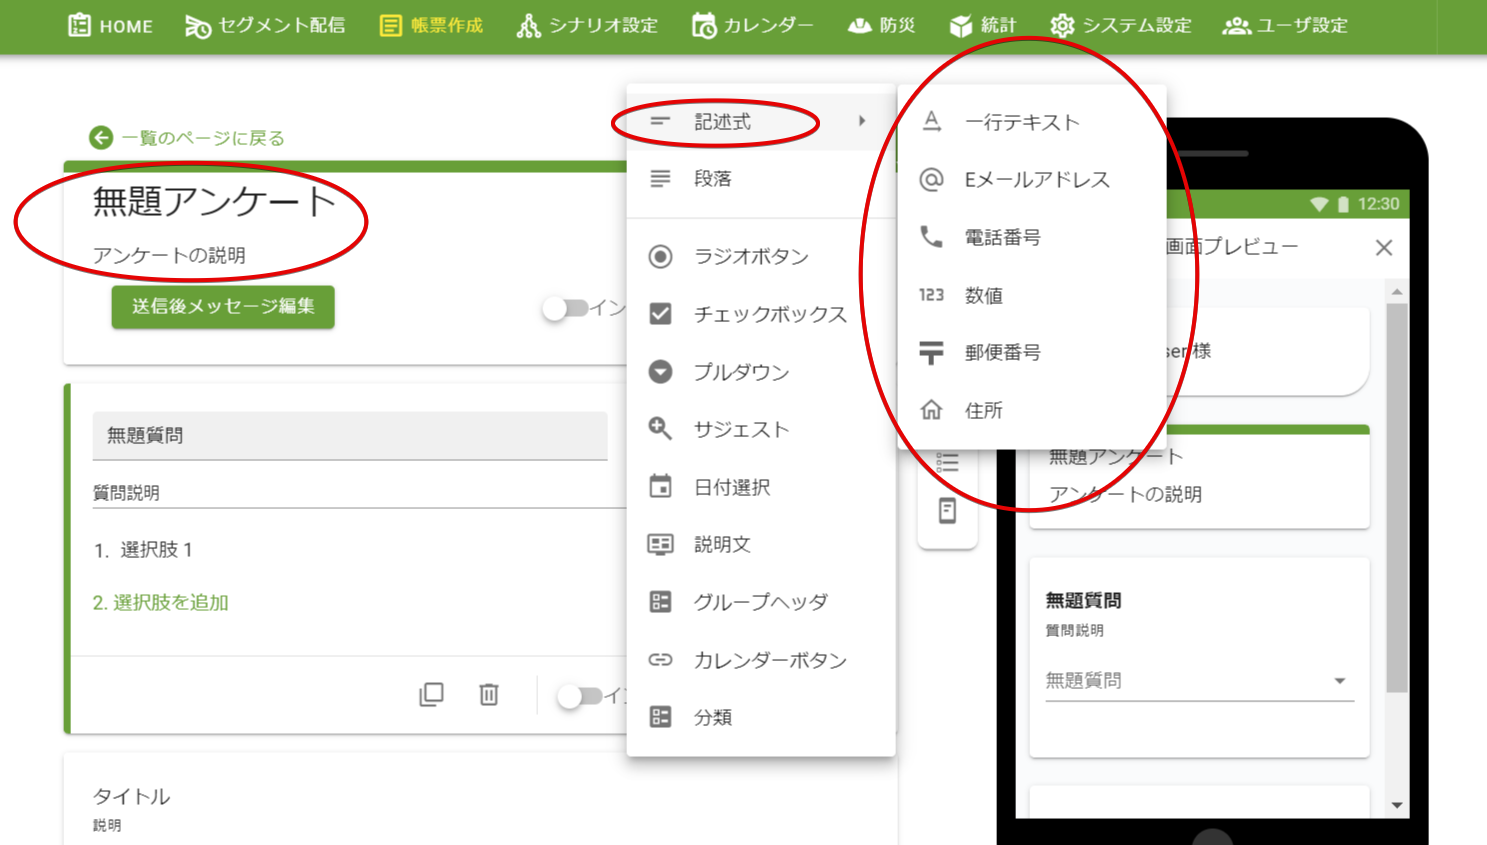 HOME セグメント配信 帳票作成 シナリオ設定 カレンダー 防災 統計 システム設定 ユーザ設定
一覧のページに戻る
無題アンケート
アンケートの説明
送信後メッセージ編集
イン
無題質問
質問説明
1. 選択肢 1
2. 選択肢を追加
タイトル
説明
記述式
段落
ラジオボタン
チェックボックス
プルダウン
サジェスト
日付選択
説明文
グループヘッダ
カレンダーボタン
分類
一行テキスト
Eメールアドレス
電話番号
123 数値
郵便番号
住所
12:30
画面プレビュー
様
無題アンケート
アンケートの説明
無題質問
質問説明
無題質問